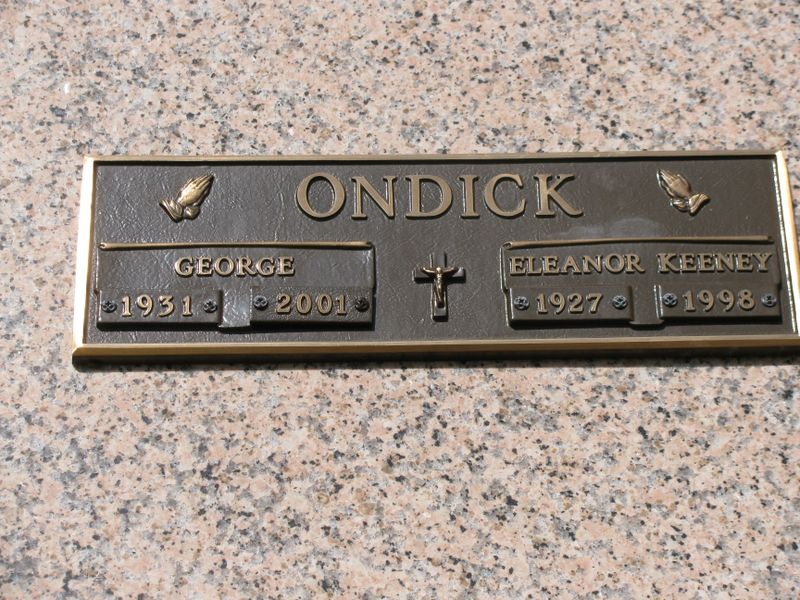 ONDICK
GEORGE
1931 2001
ELEANOR KEENEY
1927 1998